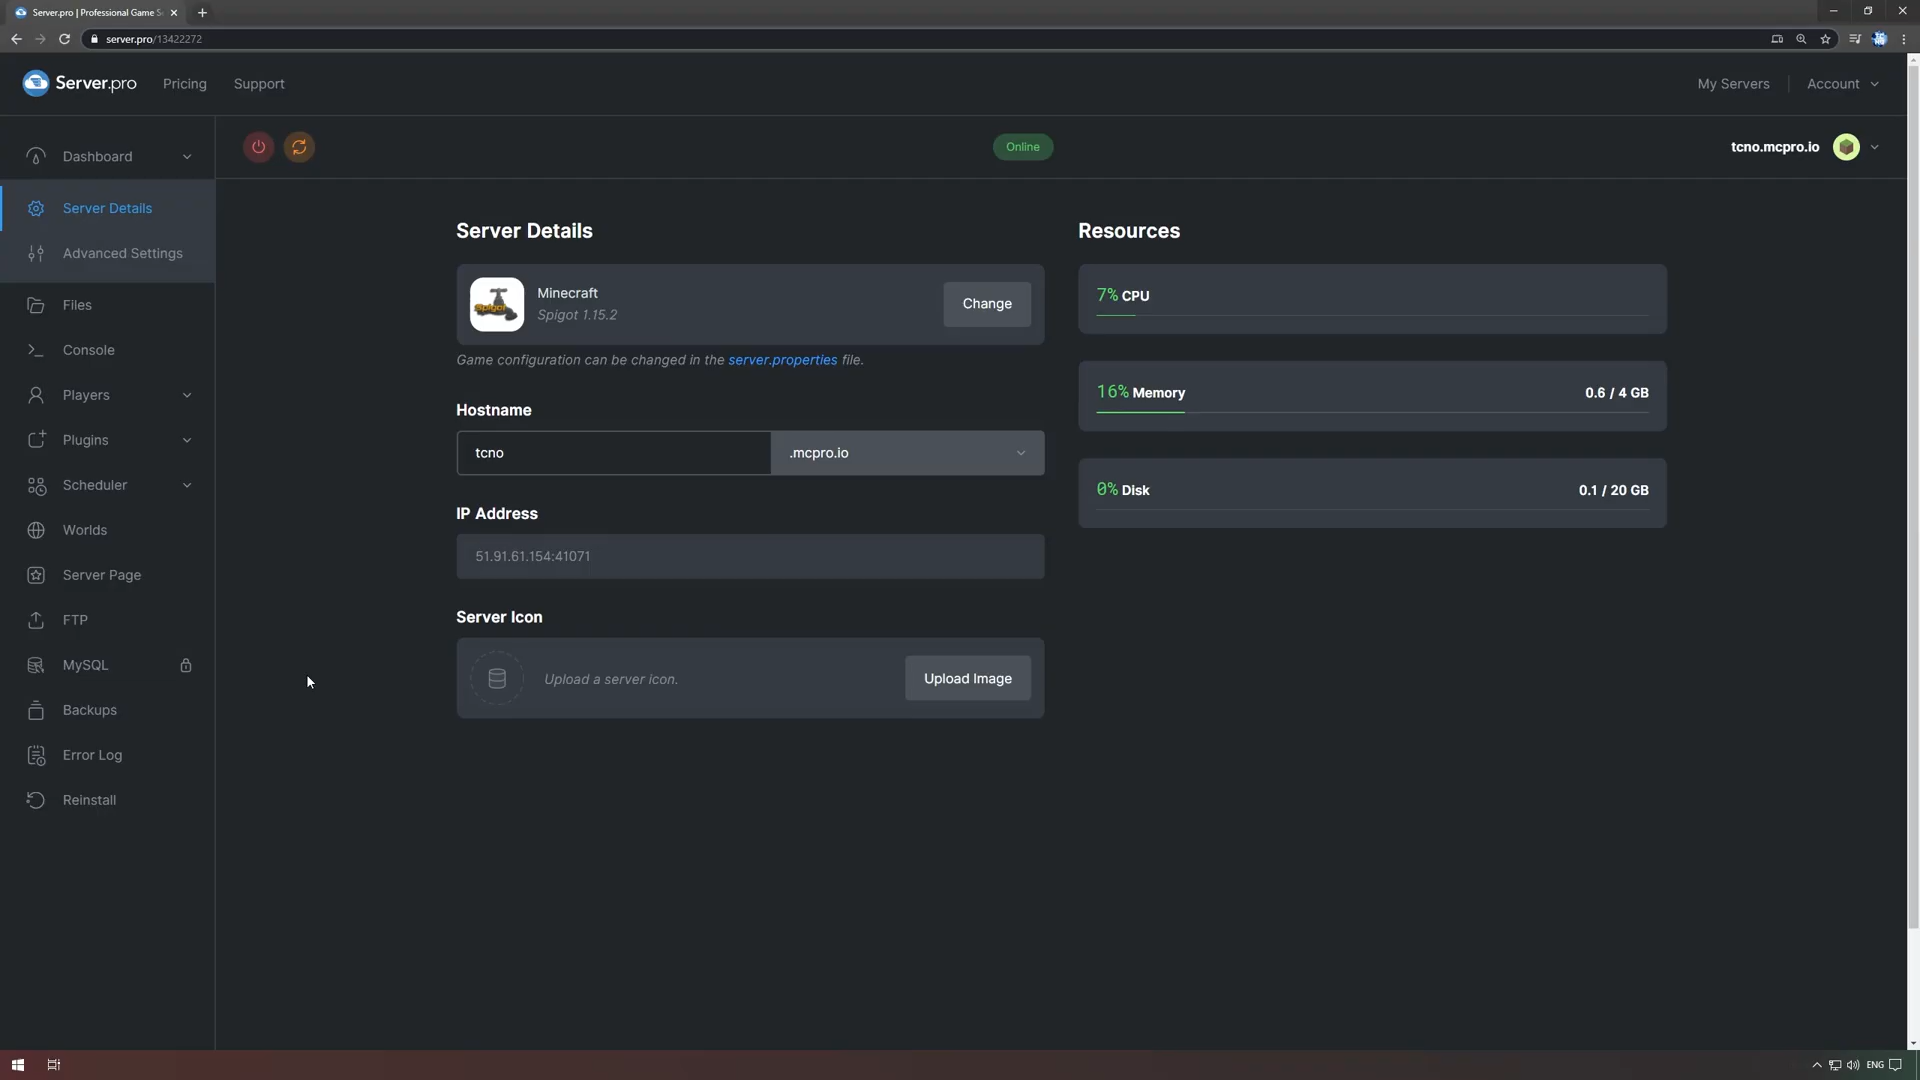 Server.pro | Professional Game S
server.pro/13422272
Server.pro
Pricing
Support
My Servers
Account
Dashboard
Server Details
Advanced Settings
Files
Console
Players
Plugins
Scheduler
Worlds
Server Page
FTP
MySQL
Backups
Error Log
Reinstall
Online
tcno.mcpro.io
Server Details
Spigot
Minecraft
Spigot 1.15.2
Change
Game configuration can be changed in the server.properties file.
Hostname
tcno
.mcpro.io
IP Address
51.91.61.154:41071
Server Icon
Upload a server icon.
Upload Image
Resources
7% CPU
16% Memory
0.6 / 4 GB
0% Disk
0.1 / 20 GB
ENG